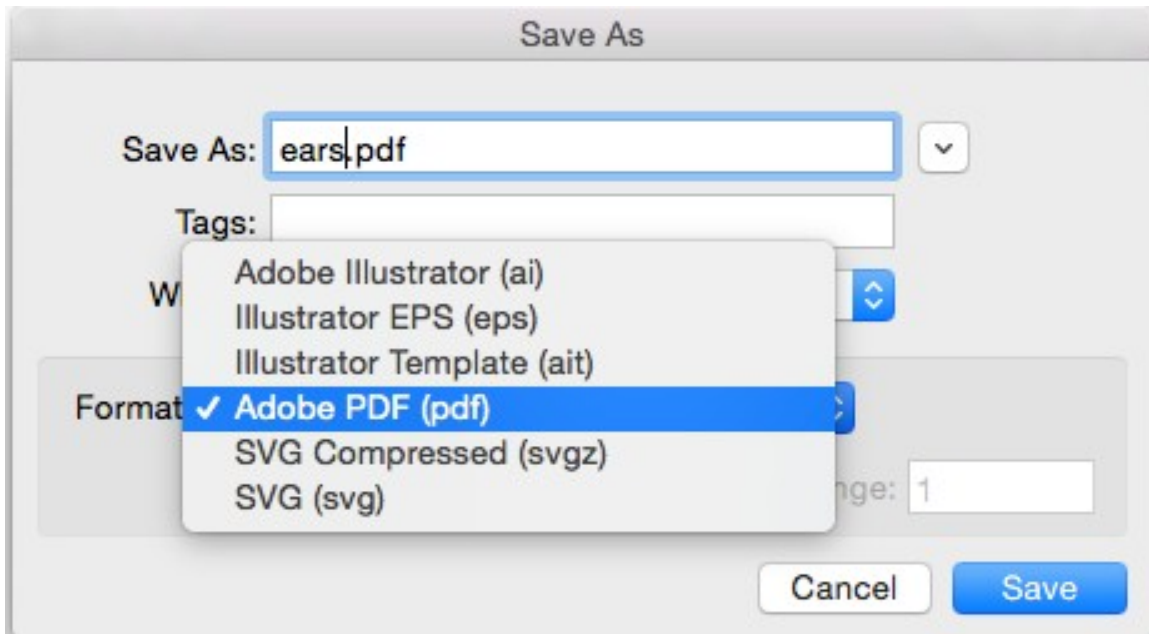 Save As
Save As: ears.pdf
Tags:
Adobe Illustrator (ai)
Illustrator EPS (eps)
Illustrator Template (ait)
Format ✓ Adobe PDF (pdf)
SVG Compressed (svgz)
SVG (svg)
1
Cancel Save